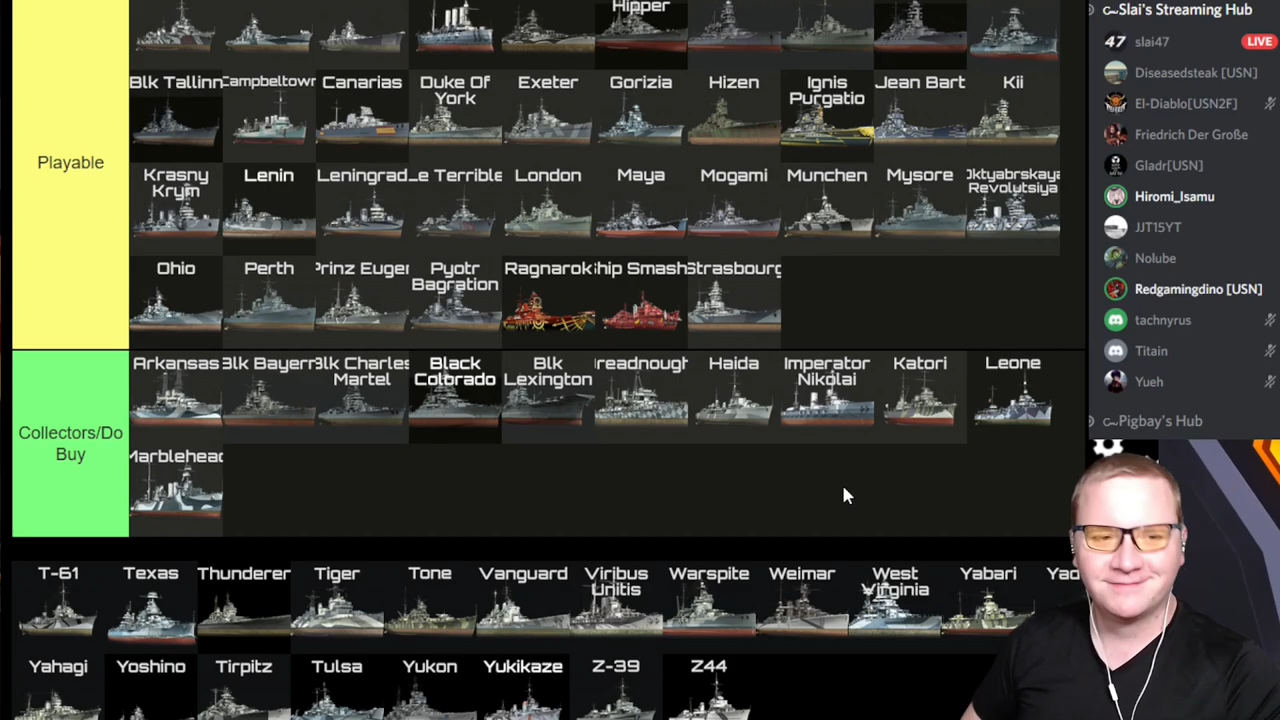 Hipper
Playable
Blk Tallinn
Campbeltown
Canarias
Duke Of
York
Exeter
Gorizia
Hizen
Ignis
Purgatio
Jean Bart
Kii
Krasny
Krym
Lenin
Leningrad
Le Terrible
London
Maya
Mogami
Munchen
Mysore
Oktyabrskaya
Revolutsiya
Ohio
Perth
Prinz Eugen
Pyotr
Bagration
Ragnarok
hip Smash
Strasbourg
Collectors/Do
Buy
Arkansas
Blk Bayern
Blk Charles
Martel
Black
Colorado
Blk
Lexington
Dreadnough
Haida
Imperator
Nikolai
Katori
Leone
Marblehead
T-61
Texas
Thunderer
Tiger
Tone
Vanguard
Viribus
Unitis
Warspite
Weimar
West
Virginia
Yabari
Yao
Yahagi
Yoshino
Tirpitz
Tulsa
Yukon
Yukikaze
Z-39
Z44
Slai's Streaming Hub
47 slai47 LIVE
Diseasedsteak [USN]
El-Diablo[USN2F]
Friedrich Der Große
Gladr[USN]
Hiromi_Isamu
JJT15YT
Nolube
Redgamingdino [USN]
tachnyrus
Titain
Yueh
Pigbay's Hub